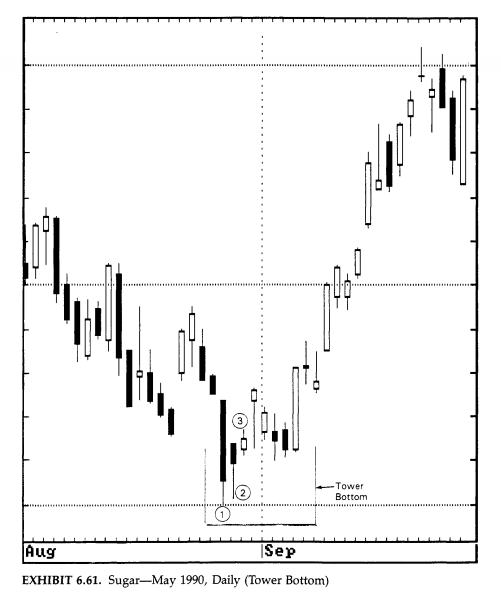 ③
②
①
Tower
Bottom
Aug Sep
EXHIBIT 6.61. Sugar—May 1990, Daily (Tower Bottom)